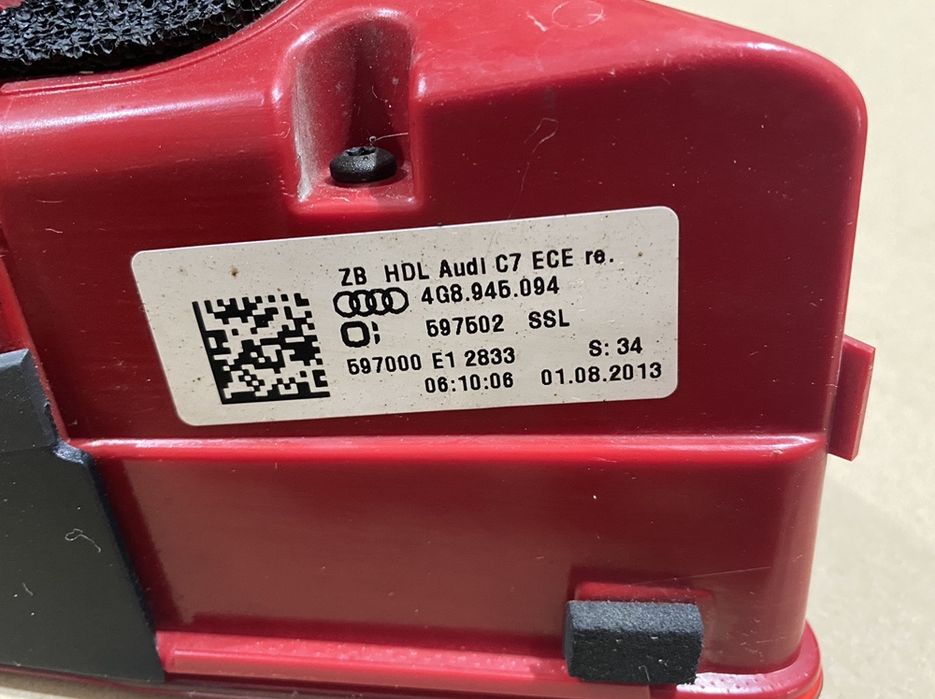 ZB HDL Audi C7 ECE re.
4G8.945.094
597502 SSL
597000 E1 2833 S: 34
06:10:06 01.08.2013